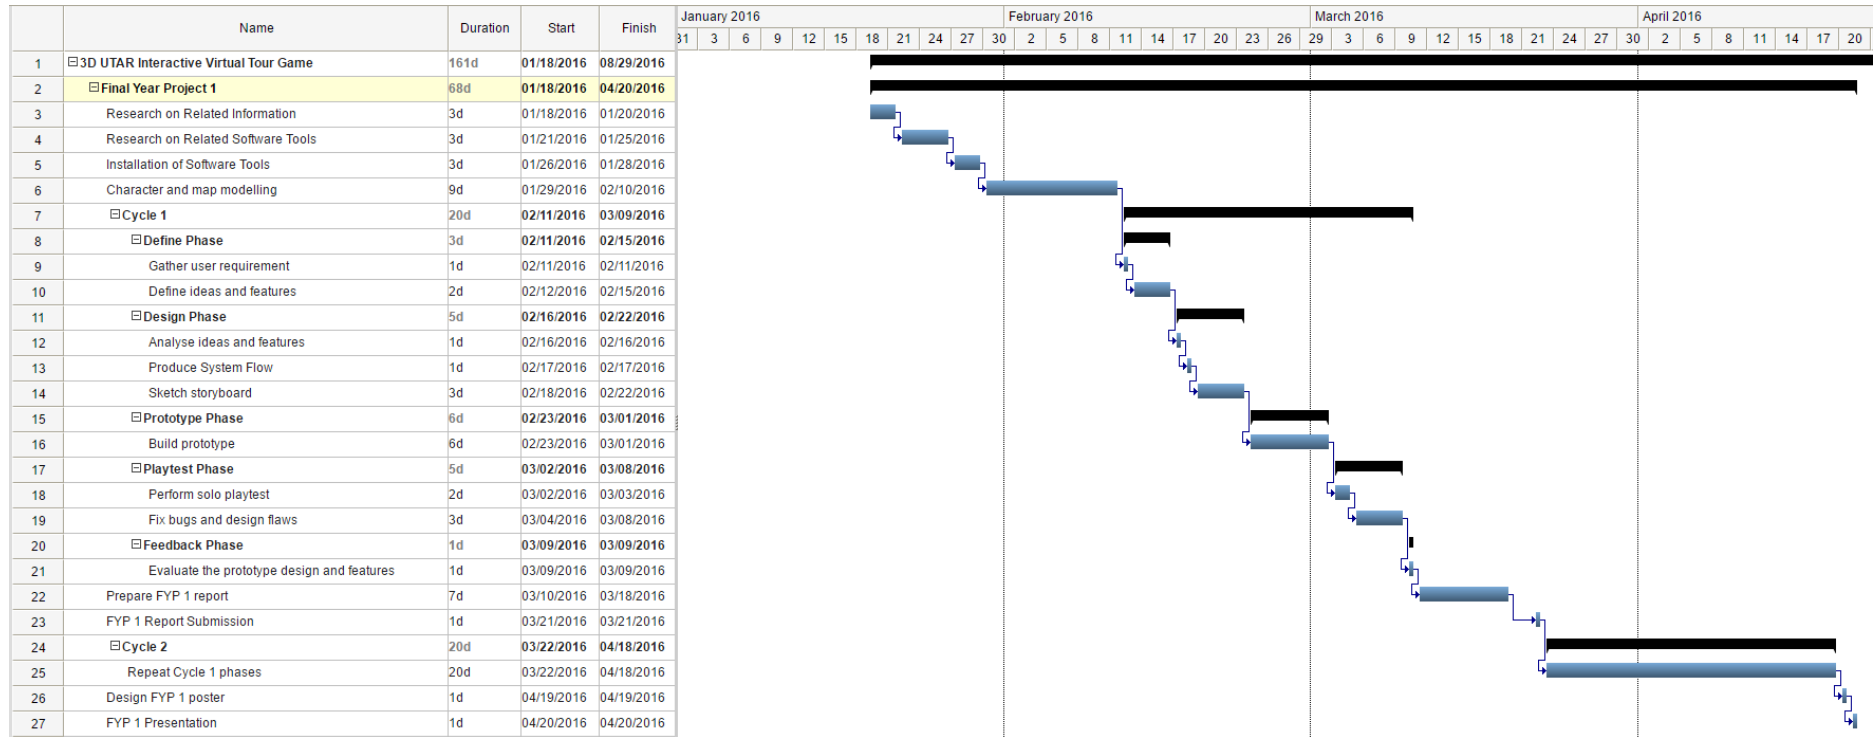 Name Duration Start Finish January 2016 February 2016 March 2016 April 2016
31 3 6 9 12 15 18 21 24 27 30 2 5 8 11 14 17 20 23 26 29 3 6 9 12 15 18 21 24 27 30 2 5 8 11 14 17 20
1 3D UTAR Interactive Virtual Tour Game 161d 01/18/2016 08/29/2016
2 Final Year Project 1 68d 01/18/2016 04/20/2016
3 Research on Related Information 3d 01/18/2016 01/20/2016
4 Research on Related Software Tools 3d 01/21/2016 01/25/2016
5 Installation of Software Tools 3d 01/26/2016 01/28/2016
6 Character and map modelling 9d 01/29/2016 02/10/2016
7 Cycle 1 20d 02/11/2016 03/09/2016
8 Define Phase 3d 02/11/2016 02/15/2016
9 Gather user requirement 1d 02/11/2016 02/11/2016
10 Define ideas and features 2d 02/12/2016 02/15/2016
11 Design Phase 5d 02/16/2016 02/22/2016
12 Analyse ideas and features 1d 02/16/2016 02/16/2016
13 Produce System Flow 1d 02/17/2016 02/17/2016
14 Sketch storyboard 3d 02/18/2016 02/22/2016
15 Prototype Phase 6d 02/23/2016 03/01/2016
16 Build prototype 6d 02/23/2016 03/01/2016
17 Playtest Phase 5d 03/02/2016 03/08/2016
18 Perform solo playtest 2d 03/02/2016 03/03/2016
19 Fix bugs and design flaws 3d 03/04/2016 03/08/2016
20 Feedback Phase 1d 03/09/2016 03/09/2016
21 Evaluate the prototype design and features 1d 03/09/2016 03/09/2016
22 Prepare FYP 1 report 7d 03/10/2016 03/18/2016
23 FYP 1 Report Submission 1d 03/21/2016 03/21/2016
24 Cycle 2 20d 03/22/2016 04/18/2016
25 Repeat Cycle 1 phases 20d 03/22/2016 04/18/2016
26 Design FYP 1 poster 1d 04/19/2016 04/19/2016
27 FYP 1 Presentation 1d 04/20/2016 04/20/2016